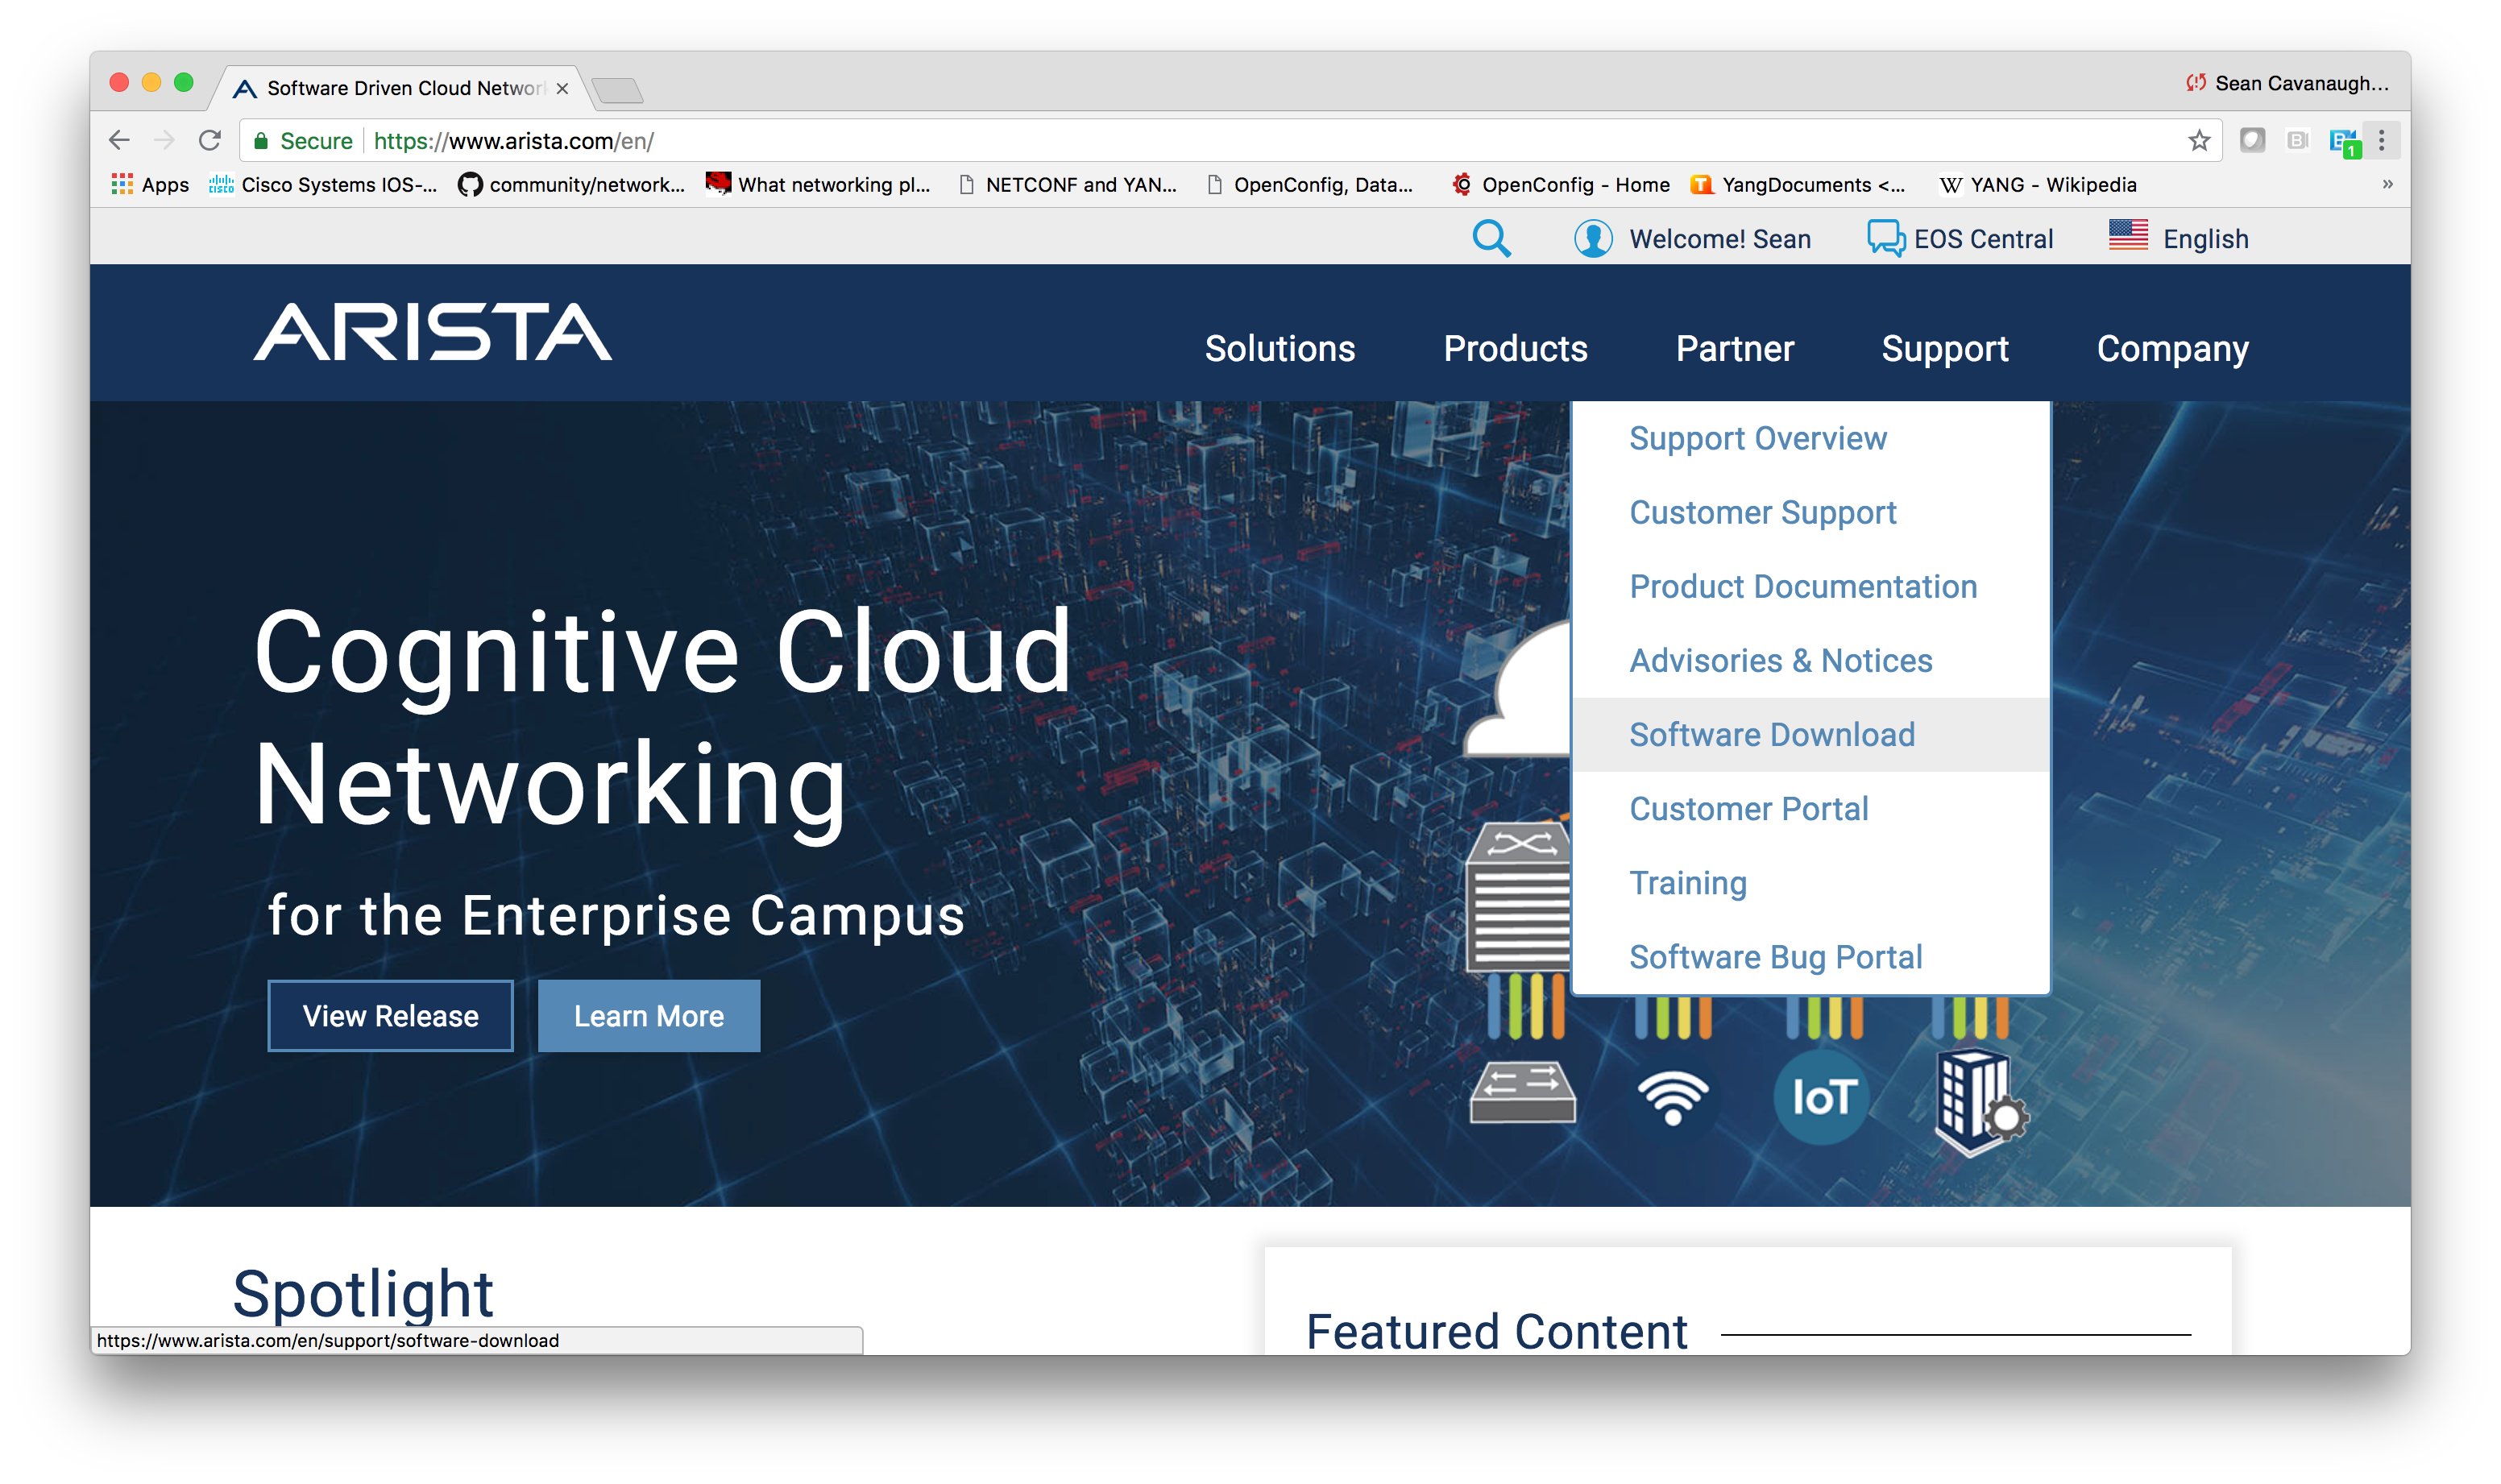 Software Driven Cloud Networ
Sean Cavanaugh...
Secure https://www.arista.com/en/
Apps
Cisco Systems IOS-...
community/network...
What networking pl...
NETCONF and YAN...
OpenConfig, Data...
OpenConfig - Home
YangDocuments <...
YANG - Wikipedia
»
Welcome! Sean
EOS Central
English
ARISTA
Solutions
Products
Partner
Support
Company
Support Overview
Customer Support
Product Documentation
Advisories & Notices
Software Download
Customer Portal
Training
Software Bug Portal
Cognitive Cloud
Networking
for the Enterprise Campus
View Release
Learn More
IoT
Spotlight
Featured Content
https://www.arista.com/en/support/software-download